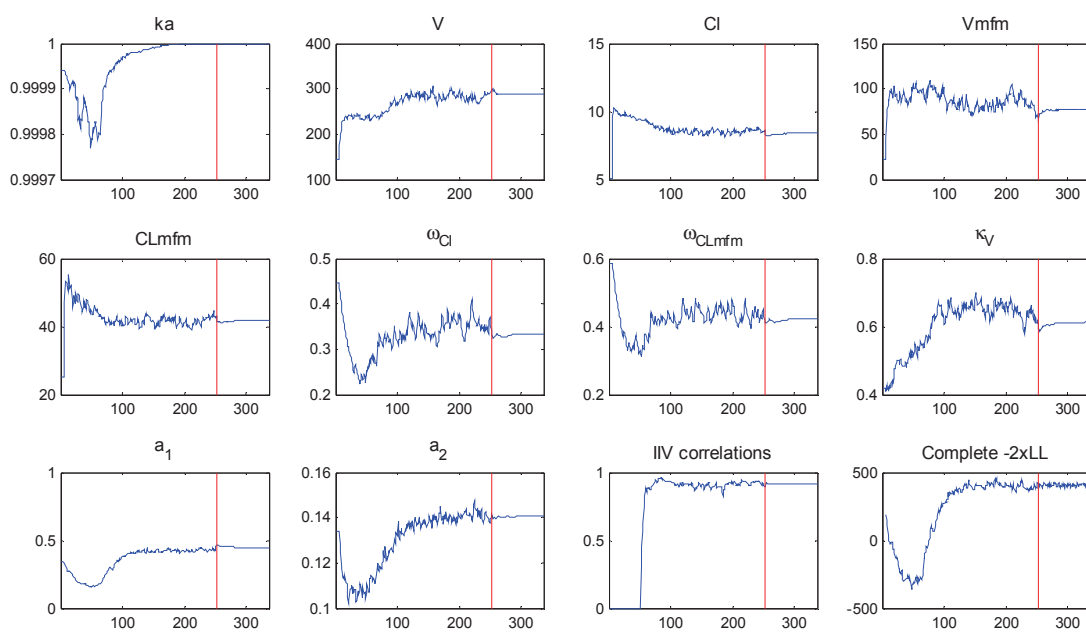 ka
V
Cl
Vmfm
1
0.9999
0.9998
0.9997
100 200 300
400
300
200
100
100 200 300
15
10
5
100 200 300
150
100
50
0
100 200 300
CLmfm
ωCl
ωCLmfm
κV
60
40
20
100 200 300
0.5
0.4
0.3
0.2
100 200 300
0.6
0.4
0.2
100 200 300
0.8
0.6
0.4
100 200 300
a1
a2
IIV correlations
Complete -2xLL
1
0.5
0
100 200 300
0.16
0.14
0.12
0.1
100 200 300
1
0.5
0
100 200 300
500
0
-500
100 200 300